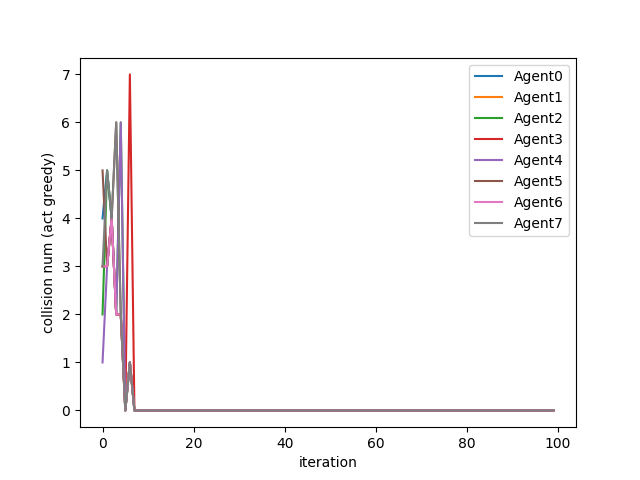 7
6
5
4
3
2
1
0
collision num (act greedy)
0 20 40 60 80 100
iteration
Agent0
Agent1
Agent2
Agent3
Agent4
Agent5
Agent6
Agent7